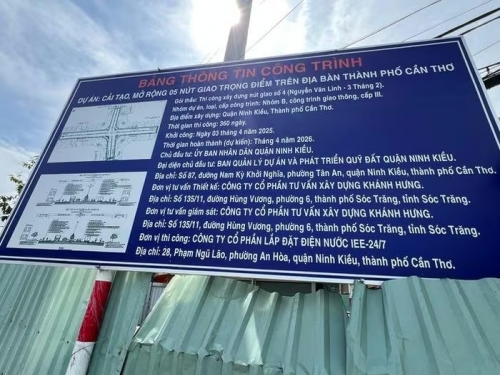 BẢNG THÔNG TIN CÔNG TRÌNH
DỰ ÁN: CẢI TẠO, MỞ RỘNG 05 NÚT GIAO TRỌNG ĐIỂM TRÊN ĐỊA BÀN THÀNH PHỐ CẦN THƠ
Gói thầu: Thi công xây dựng nút giao số 4 (Nguyễn Văn Linh - 3 Tháng 2).
Nhóm dự án, loại, cấp công trình: Nhóm B, công trình giao thông, cấp III.
Địa điểm xây dựng: Quận Ninh Kiều, Thành phố Cần Thơ.
Thời gian thi công: 360 ngày.
Khởi công: Ngày 03 tháng 4 năm 2025.
Thời gian hoàn thành (dự kiến): Tháng 4 năm 2026.
Chủ đầu tư: ỦY BAN NHÂN DÂN QUẬN NINH KIỀU.
Đại diện chủ đầu tư: BAN QUẢN LÝ DỰ ÁN VÀ PHÁT TRIỂN QUỸ ĐẤT QUẬN NINH KIỀU.
Địa chỉ: Số 87, đường Nam Kỳ Khởi Nghĩa, phường Tân An, quận Ninh Kiều, thành phố Cần Thơ.
Đơn vị tư vấn Thiết kế: CÔNG TY CỔ PHẦN TƯ VẤN XÂY DỰNG KHÁNH HƯNG.
Địa chỉ: Số 135/11, đường Hùng Vương, phường 6, thành phố Sóc Trăng, tỉnh Sóc Trăng.
Đơn vị tư vấn giám sát: CÔNG TY CỔ PHẦN TƯ VẤN XÂY DỰNG KHÁNH HƯNG.
Địa chỉ: Số 135/11, đường Hùng Vương, phường 6, thành phố Sóc Trăng, tỉnh Sóc Trăng.
Đơn vị thi công: CÔNG TY CỔ PHẦN LẮP ĐẶT ĐIỆN NƯỚC IEE-24/7
Địa chỉ: 28, Phạm Ngũ Lão, phường An Hòa, quận Ninh Kiều, thành phố Cần Thơ.